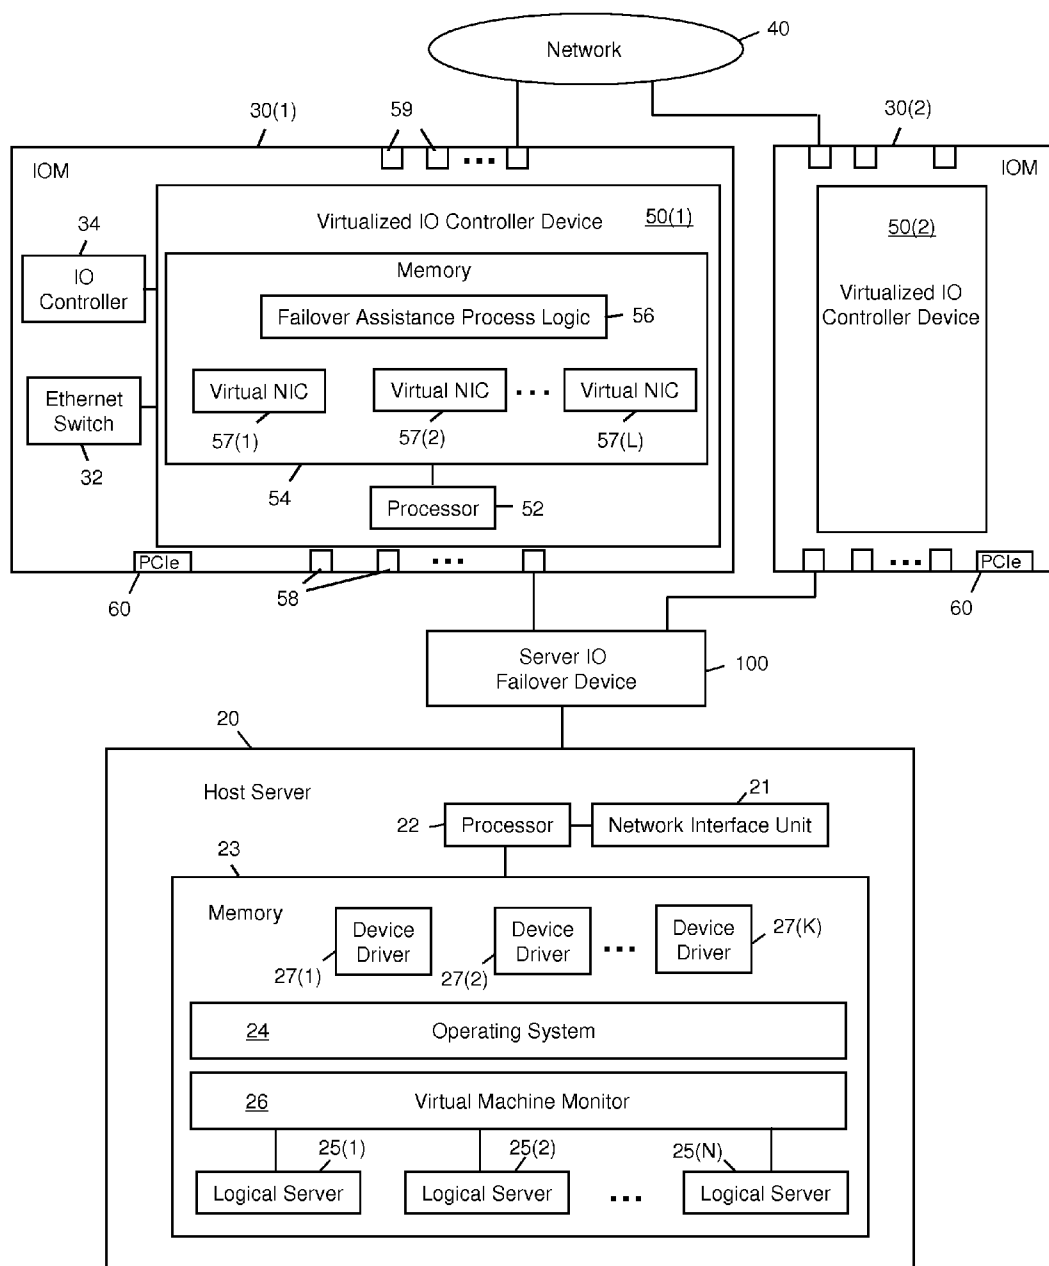 40
Network
30(1)
59
30(2)
IOM
IOM
Virtualized IO Controller Device
50(1)
50(2)
34
IO
Controller
Memory
Virtualized IO
Controller Device
Failover Assistance Process Logic
56
Ethernet
Switch
32
Virtual NIC
Virtual NIC
Virtual NIC
57(1)
57(2)
57(L)
54
Processor
52
PCIe
PCIe
60
58
60
Server IO
Failover Device
100
20
Host Server
21
22
Processor
Network Interface Unit
23
Memory
Device
Driver
Device
Driver
Device
Driver
27(K)
27(1)
27(2)
24
Operating System
26
Virtual Machine Monitor
25(1)
25(2)
25(N)
Logical Server
Logical Server
Logical Server